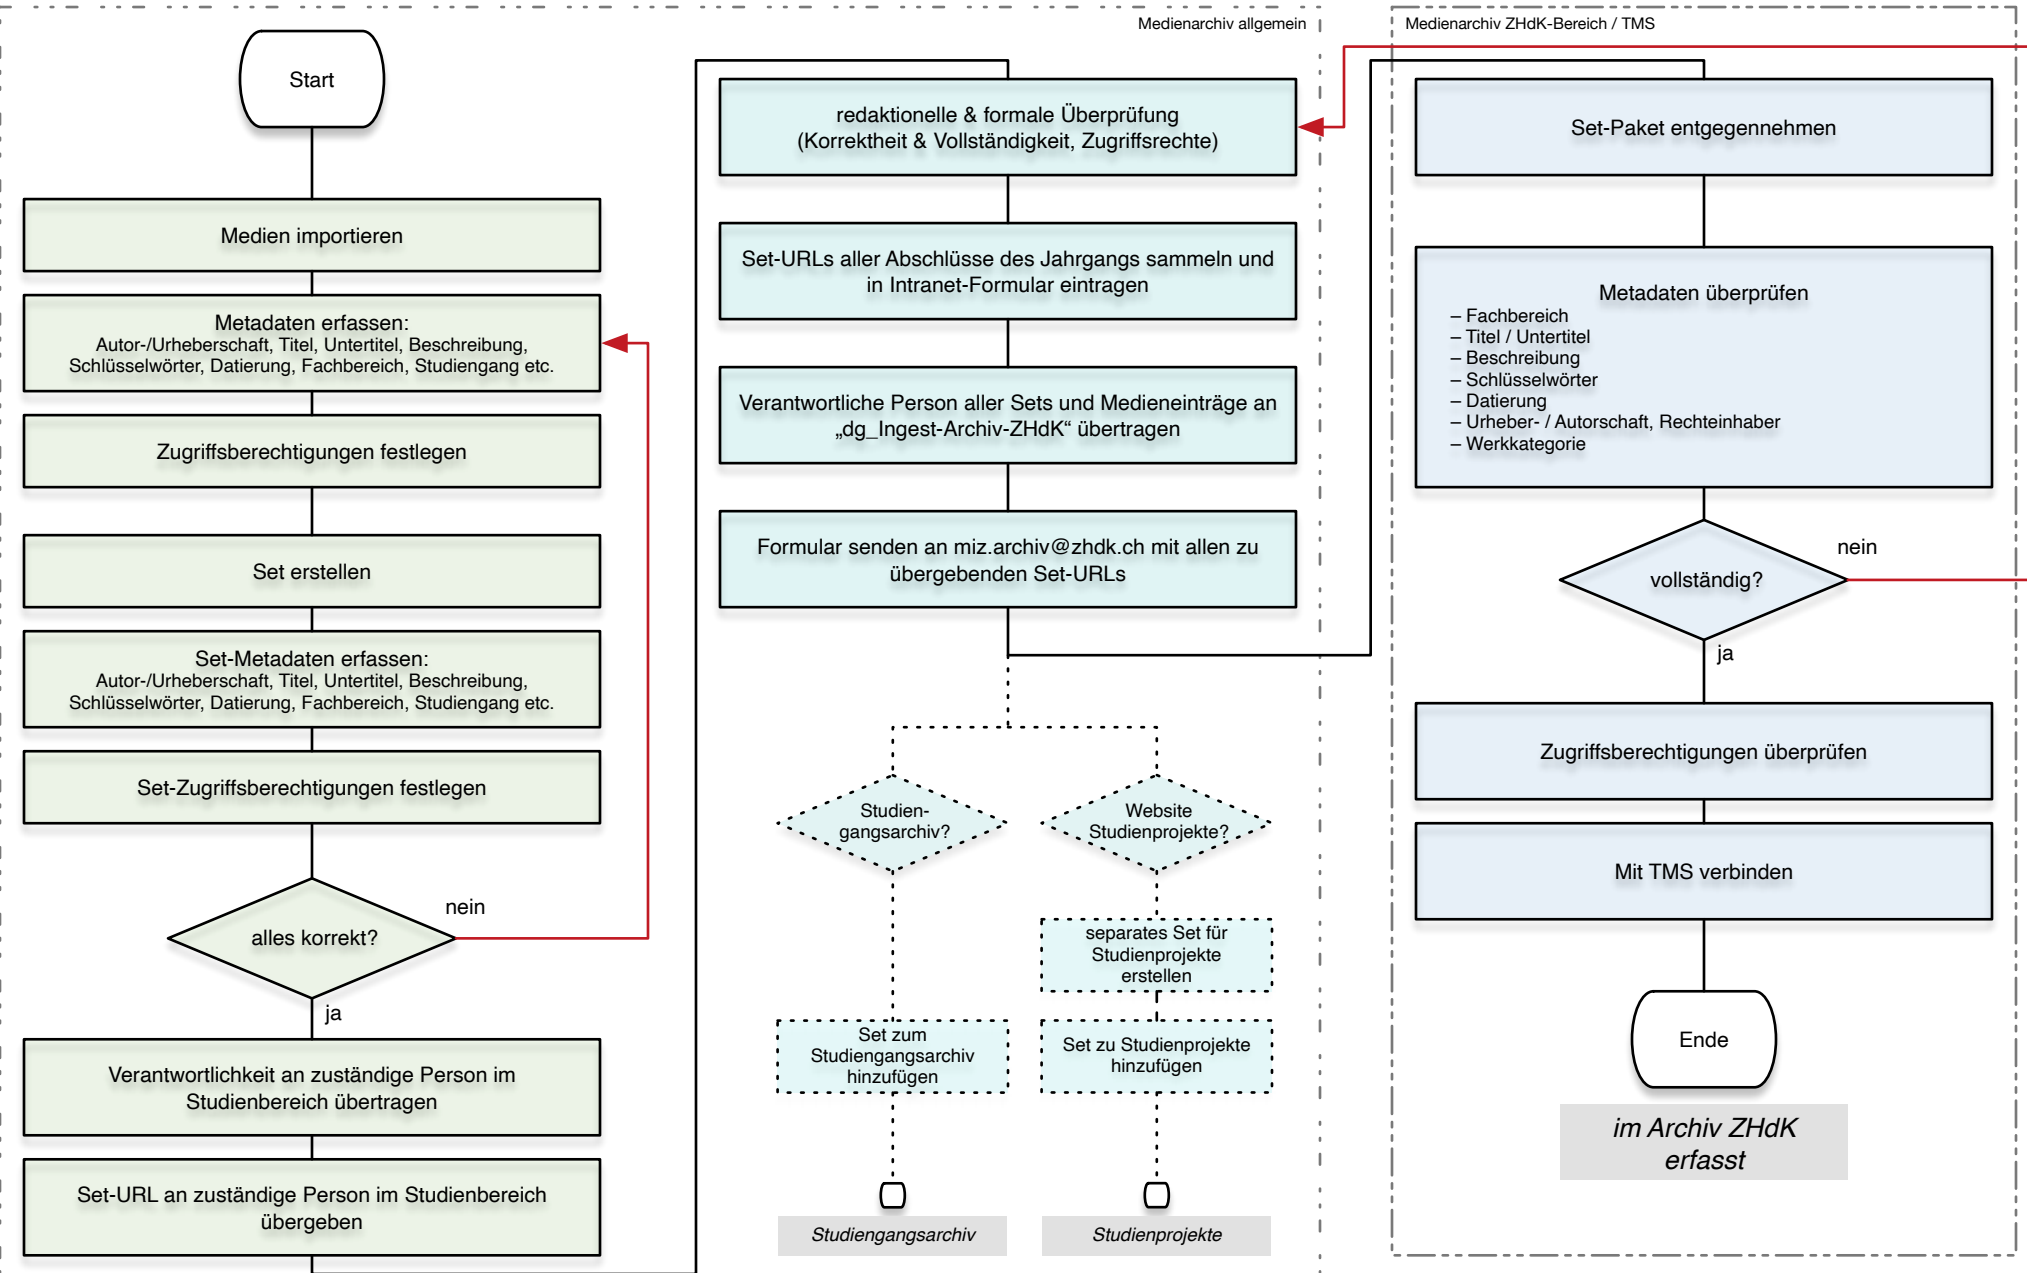 Medienarchiv allgemein
Medienarchiv ZHdK-Bereich / TMS
Start
Medien importieren
Metadaten erfassen:
Autor-/Urheberschaft, Titel, Untertitel, Beschreibung,
Schlüsselwörter, Datierung, Fachbereich, Studiengang etc.
Zugriffsberechtigungen festlegen
Set erstellen
Set-Metadaten erfassen:
Autor-/Urheberschaft, Titel, Untertitel, Beschreibung,
Schlüsselwörter, Datierung, Fachbereich, Studiengang etc.
Set-Zugriffsberechtigungen festlegen
alles korrekt?
nein
ja
Verantwortlichkeit an zuständige Person im
Studienbereich übertragen
Set-URL an zuständige Person im Studienbereich
übergeben
redaktionelle & formale Überprüfung
(Korrektheit & Vollständigkeit, Zugriffsrechte)
Set-URLs aller Abschlüsse des Jahrgangs sammeln und
in Intranet-Formular eintragen
Verantwortliche Person aller Sets und Medieneinträge an
„dg_Ingest-Archiv-ZHdK“ übertragen
Formular senden an miz.archiv@zhdk.ch mit allen zu
übergebenden Set-URLs
Studien-
gangsarchiv?
Set zum
Studiengangsarchiv
hinzufügen
Studiengangsarchiv
Website
Studienprojekte?
separates Set für
Studienprojekte
erstellen
Set zu Studienprojekte
hinzufügen
Studienprojekte
Set-Paket entgegennehmen
Metadaten überprüfen
– Fachbereich
– Titel / Untertitel
– Beschreibung
– Schlüsselwörter
– Datierung
– Urheber- / Autorschaft, Rechteinhaber
– Werkkategorie
vollständig?
nein
ja
Zugriffsberechtigungen überprüfen
Mit TMS verbinden
Ende
im Archiv ZHdK
erfasst